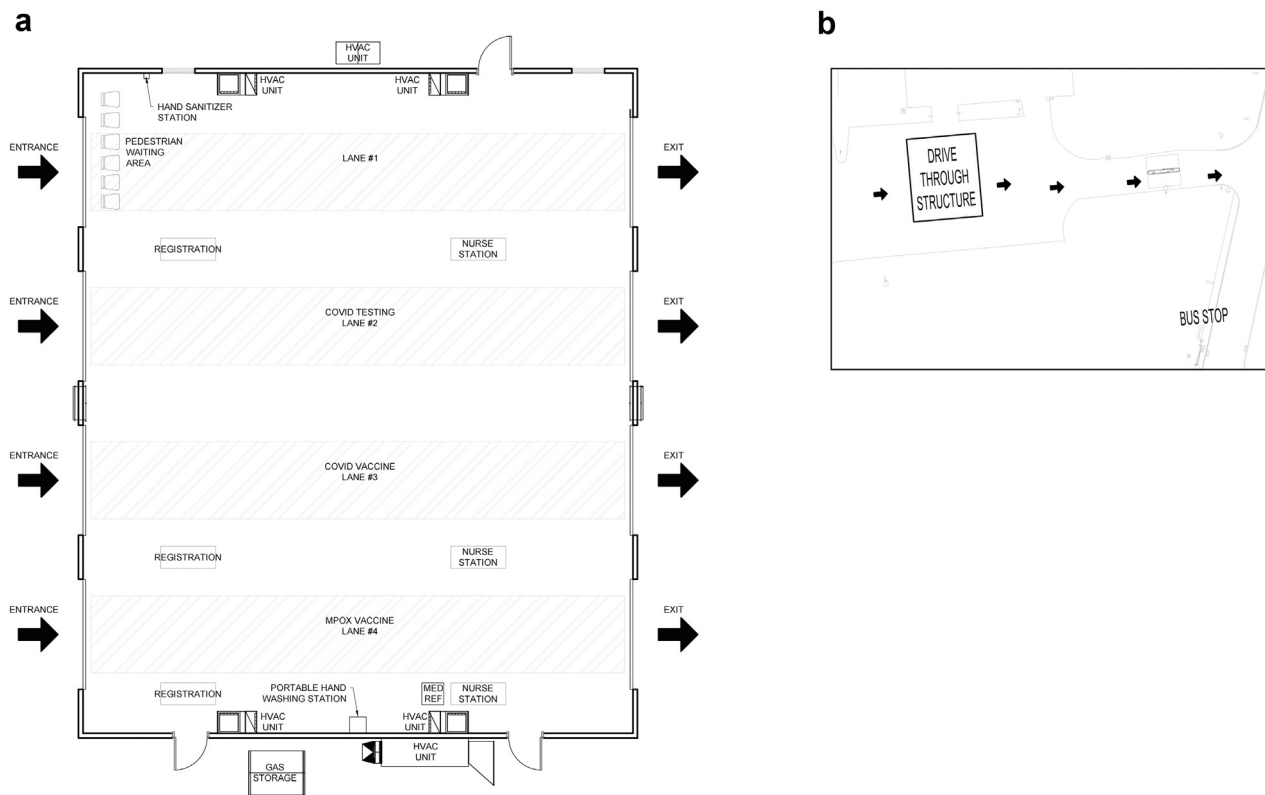 a
b
HVAC
UNIT
HVAC
UNIT
HVAC
UNIT
HAND SANITIZER
STATION
ENTRANCE
PEDESTRIAN
WAITING
AREA
LANE #1
EXIT
REGISTRATION
NURSE
STATION
ENTRANCE
COVID TESTING
LANE #2
EXIT
ENTRANCE
COVID VACCINE
LANE #3
EXIT
REGISTRATION
NURSE
STATION
ENTRANCE
MPOX VACCINE
LANE #4
EXIT
REGISTRATION
PORTABLE HAND
WASHING STATION
MED
REF
NURSE
STATION
HVAC
UNIT
HVAC
UNIT
GAS
STORAGE
HVAC
UNIT
DRIVE
THROUGH
STRUCTURE
BUS STOP